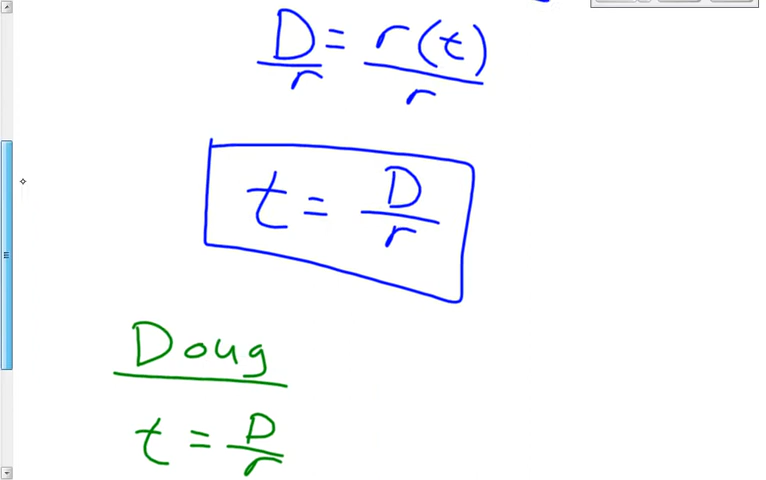 D/r = r(t)/r
t = D/r
Doug
t = D/r